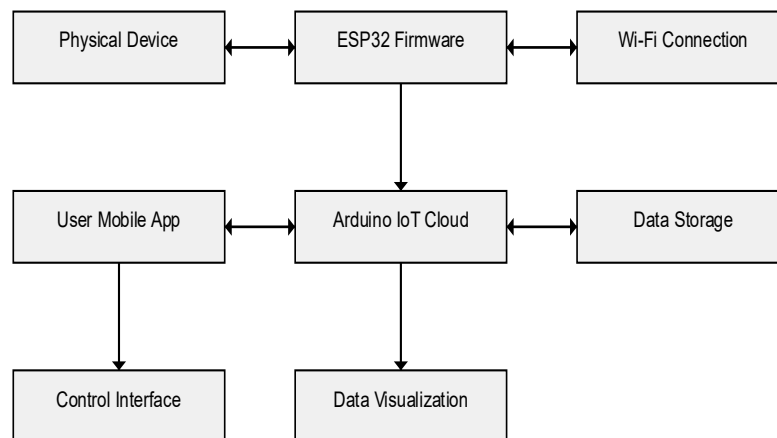 Physical Device
ESP32 Firmware
Wi-Fi Connection
User Mobile App
Arduino IoT Cloud
Data Storage
Control Interface
Data Visualization